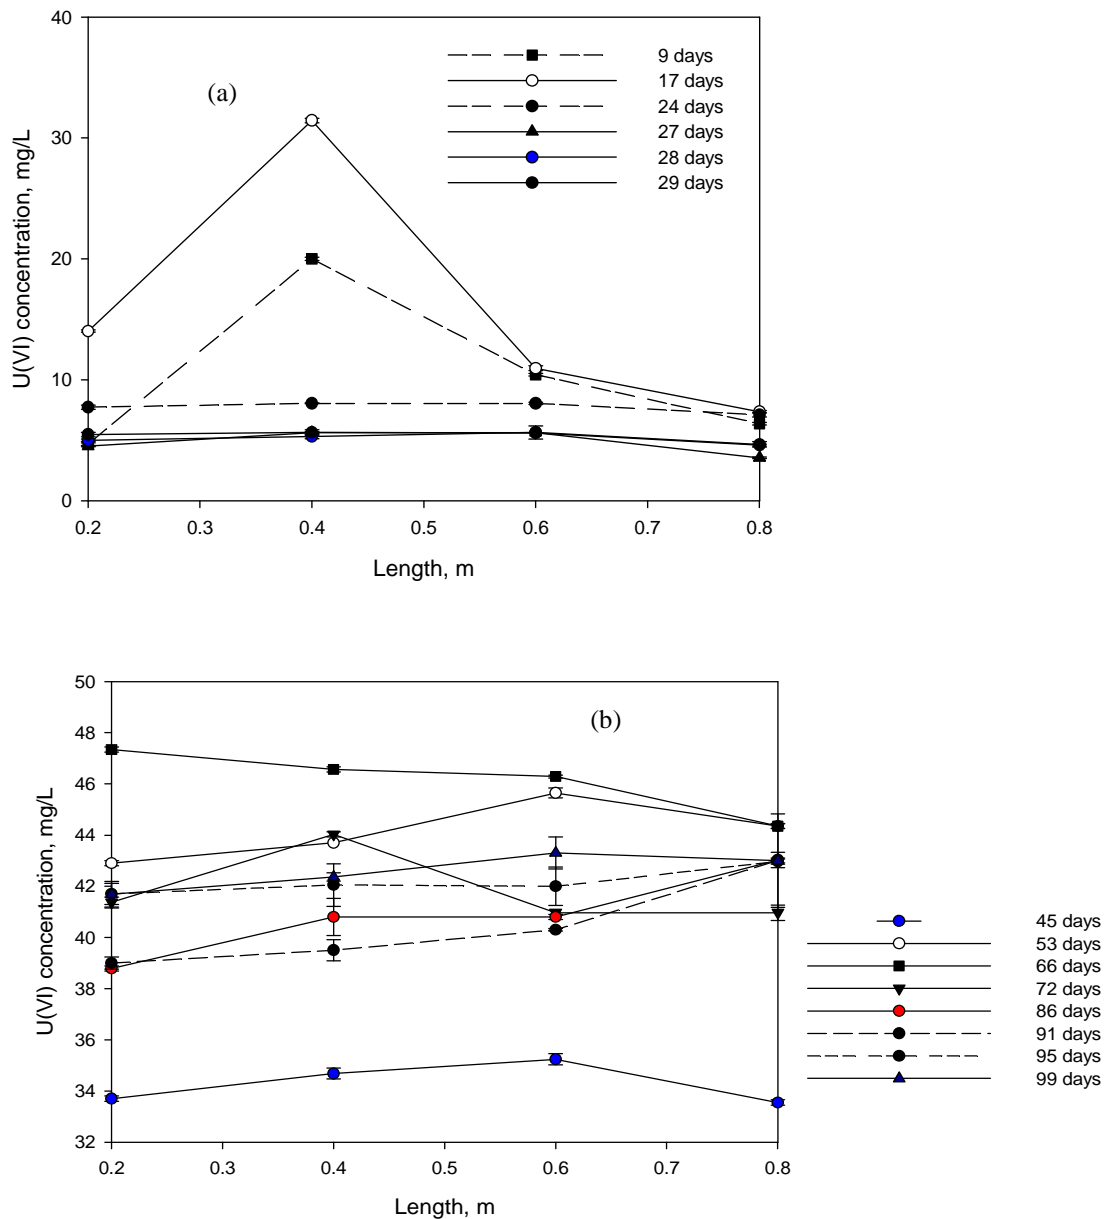 40
30
20
10
0
U(VI) concentration, mg/L
(a)
9 days
17 days
24 days
27 days
28 days
29 days
0.2 0.3 0.4 0.5 0.6 0.7 0.8
Length, m
50
48
46
44
42
40
38
36
34
32
U(VI) concentration, mg/L
(b)
45 days
53 days
66 days
72 days
86 days
91 days
95 days
99 days
0.2 0.3 0.4 0.5 0.6 0.7 0.8
Length, m